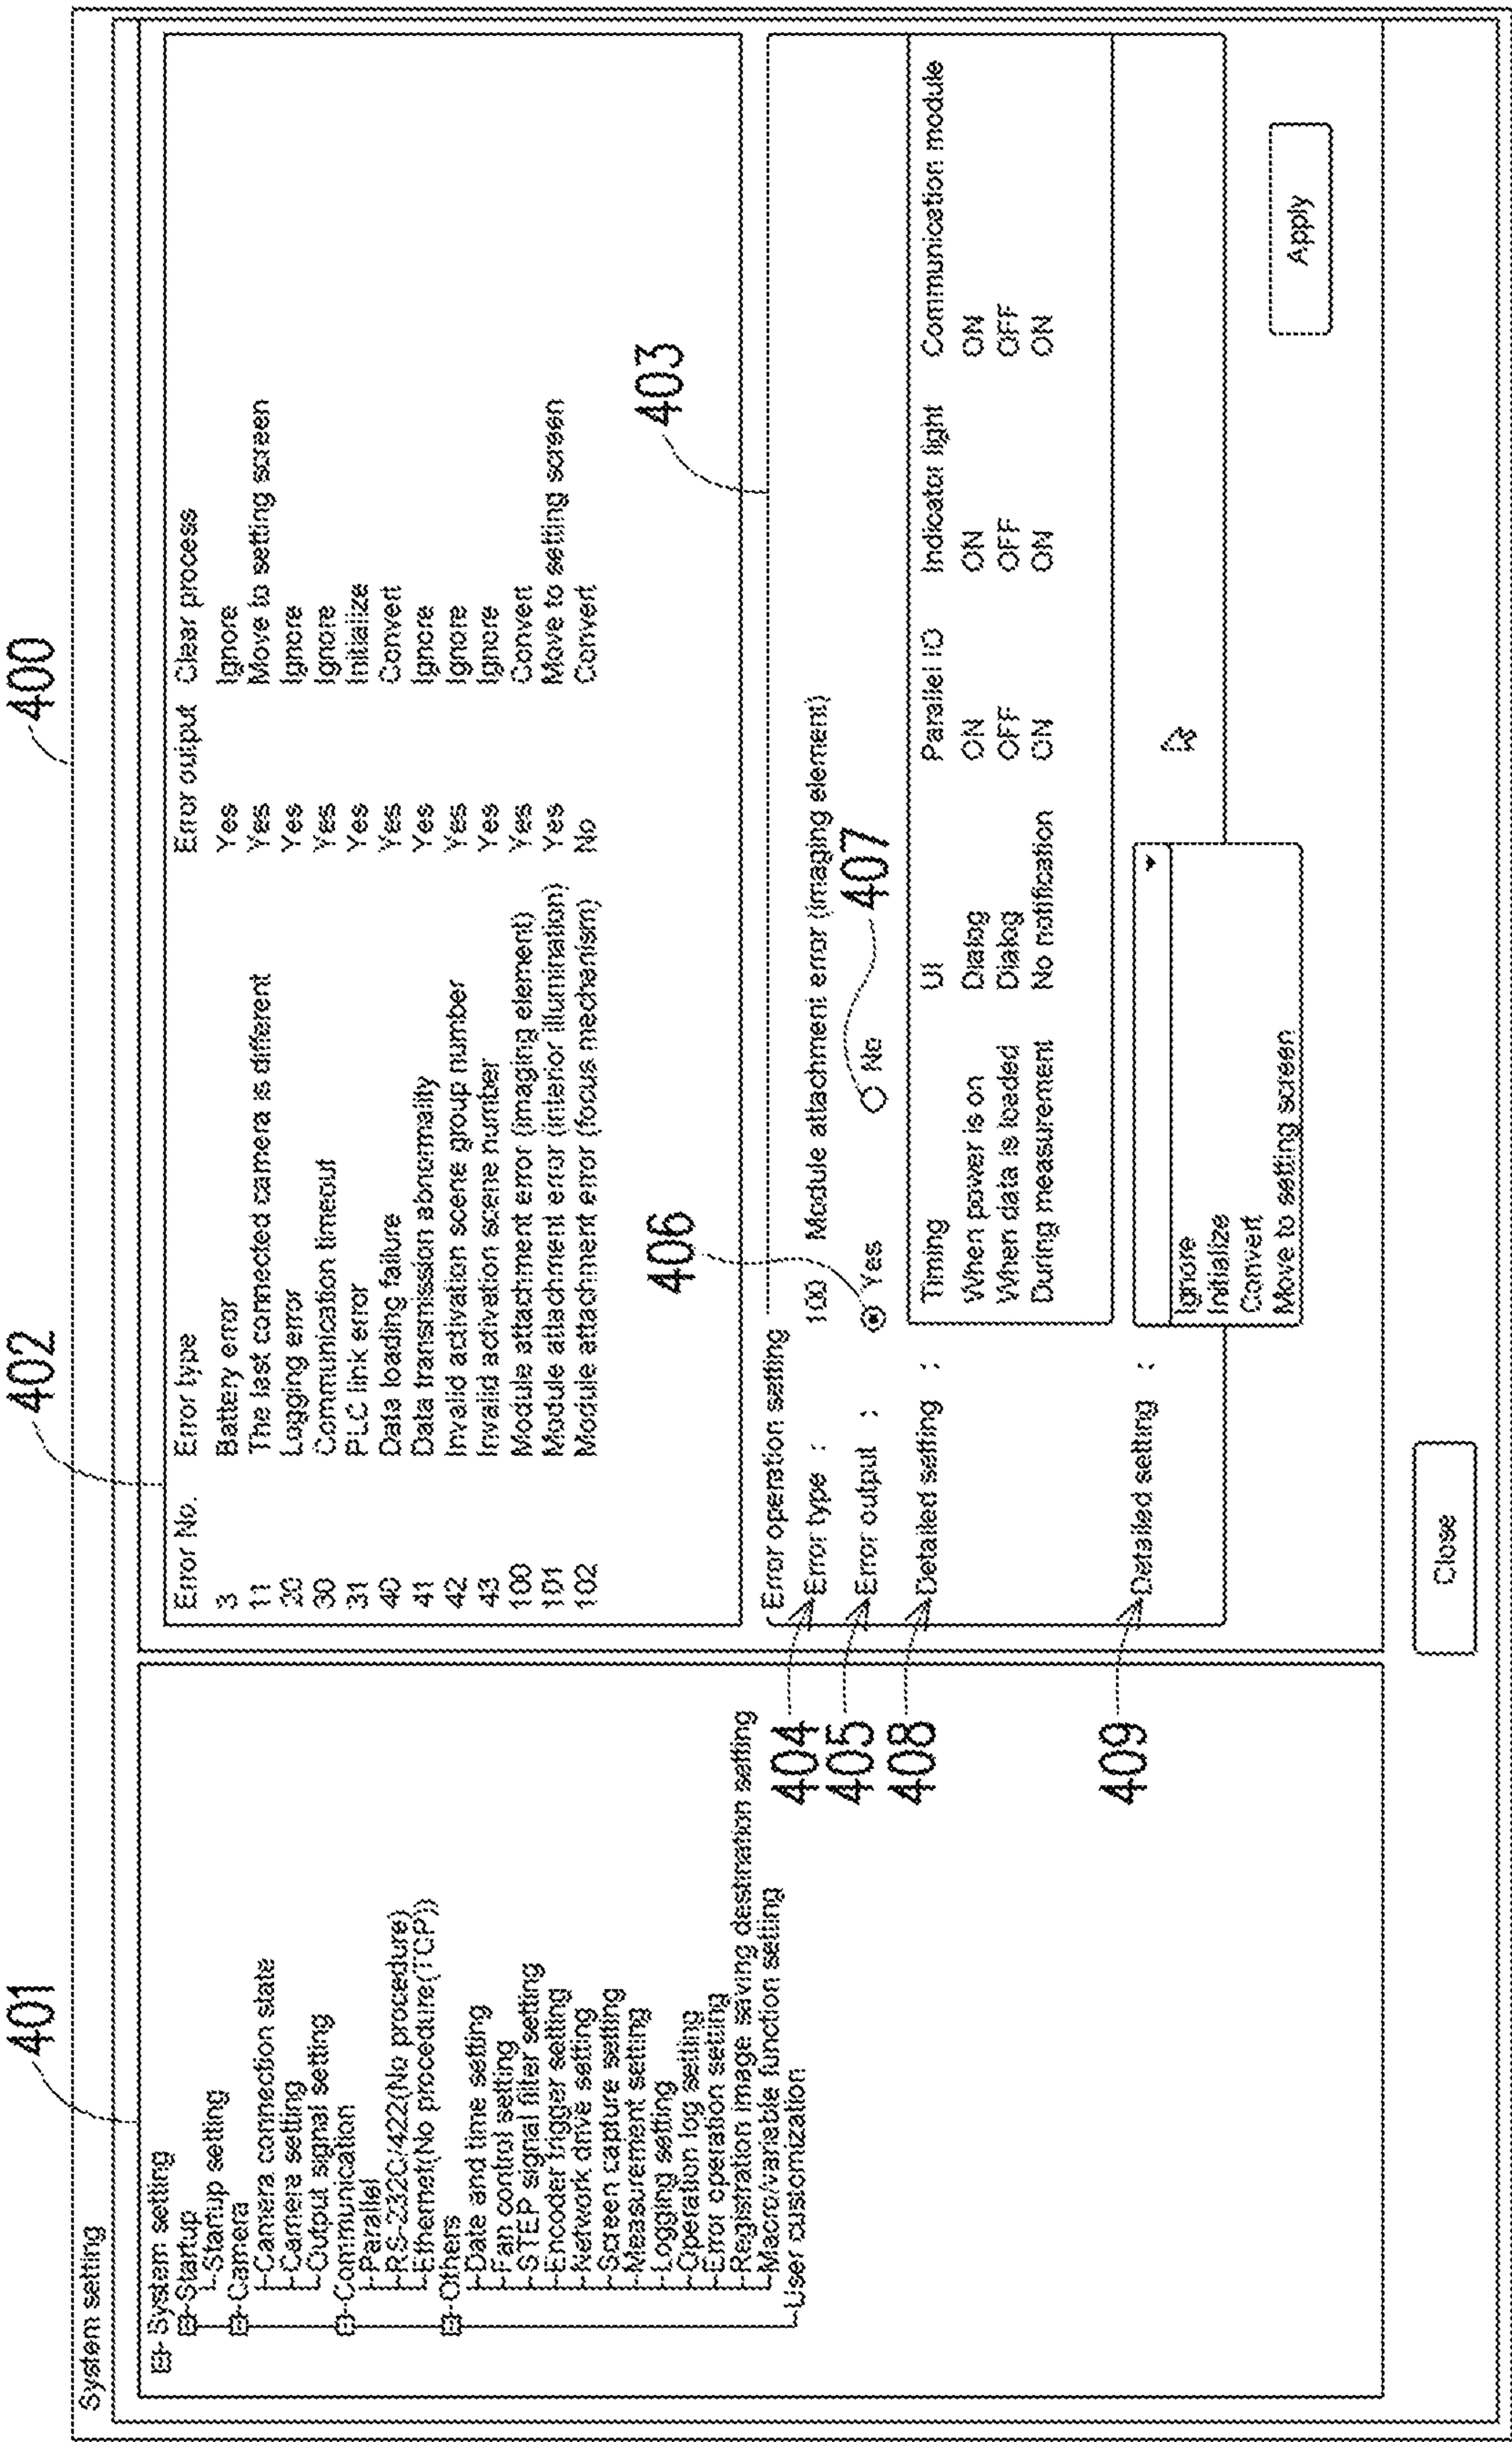 400
System setting
401
System setting
Startup
Startup setting
Camera
Camera connection state
Camera setting
Output signal setting
Communication
Parallel
RS-232C/422(No procedure)
Ethernet(No procedure(TCP))
Others
Date and time setting
Fan control setting
STEP signal filter setting
Encoder trigger setting
Network drive setting
Screen capture setting
Measurement setting
Logging setting
Operation log setting
Error operation setting
Registration image saving destination setting
Macro/variable function setting
User customization
402
Error No. Error type Error output Clear process
3 Battery error Yes Ignore
11 The last connected camera is different Yes Move to setting screen
20 Logging error Yes Ignore
30 Communication timeout Yes Ignore
31 PLC link error Yes Initialize
40 Data loading failure Yes Convert
41 Data transmission abnormality Yes Ignore
42 Invalid activation scene group number Yes Ignore
43 Invalid activation scene number Yes Ignore
100 Module attachment error (imaging element) Yes Convert
101 Module attachment error (interior illumination) Yes Move to setting screen
102 Module attachment error (focus mechanism) No Convert
403
Error operation setting
404 Error type : 100 Module attachment error (imaging element)
405 Error output : 406 Yes 407 No
408 Detailed setting :
Timing UI Parallel IO Indicator light Communication module
When power is on Dialog ON ON ON
When data is loaded Dialog OFF OFF OFF
During measurement No notification ON ON ON
409 Detailed setting :
Ignore
Initialize
Convert
Move to setting screen
Apply
Close